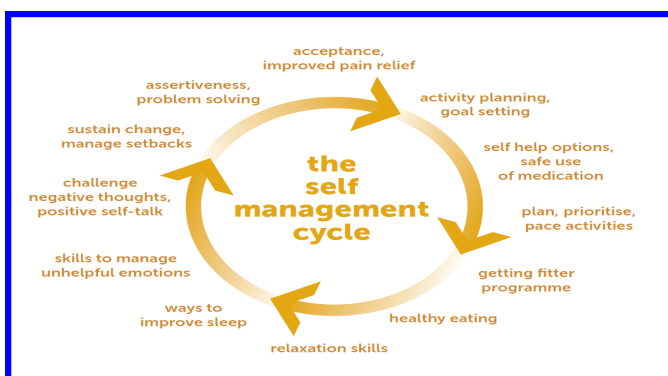 acceptance,
improved pain relief
activity planning,
goal setting
self help options,
safe use
of medication
plan, prioritise,
pace activities
getting fitter
programme
healthy eating
relaxation skills
ways to
improve sleep
skills to manage
unhelpful emotions
challenge
negative thoughts,
positive self-talk
sustain change,
manage setbacks
assertiveness,
problem solving
the
self
management
cycle